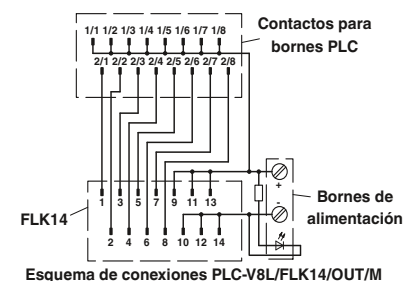 1/1 1/2 1/3 1/4 1/5 1/6 1/7 1/8
Contactos para
bornes PLC
2/1 2/2 2/3 2/4 2/5 2/6 2/7 2/8
+
-
1 3 5 7 9 11 13
FLK14
Bornes de
alimentación
2 4 6 8 10 12 14
Esquema de conexiones PLC-V8L/FLK14/OUT/M